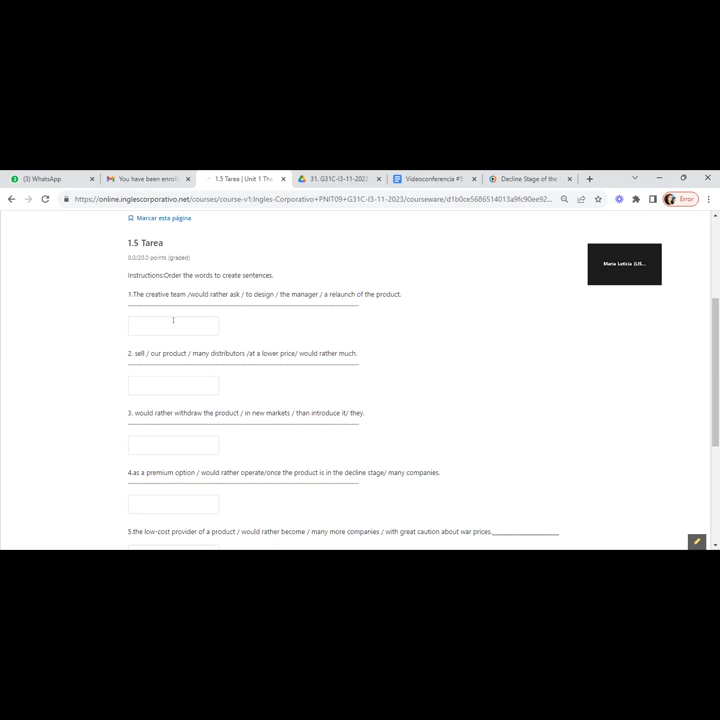 (3) WhatsApp
You have been enrol
1.5 Tarea | Unit 1 The
31. G31C-I3-11-2023
Videoconferencia #5
Decline Stage of the
https://online.inglescorporativo.net/courses/course-v1:Ingles-Corporativo+PNIT09+G31C-I3-11-2023/courseware/d1b0ce5686514013a9fc90ee92...
Error
Marcar esta página
1.5 Tarea
0.0/20.0 points (graded)
Maria Leticia (LIS...
Instructions:Order the words to create sentences.
1.The creative team /would rather ask / to design / the manager / a relaunch of the product.
2. sell / our product / many distributors /at a lower price/ would rather much.
3. would rather withdraw the product / in new markets / than introduce it/ they.
4.as a premium option / would rather operate/once the product is in the decline stage/ many companies.
5.the low-cost provider of a product / would rather become / many more companies / with great caution about war prices.____________________